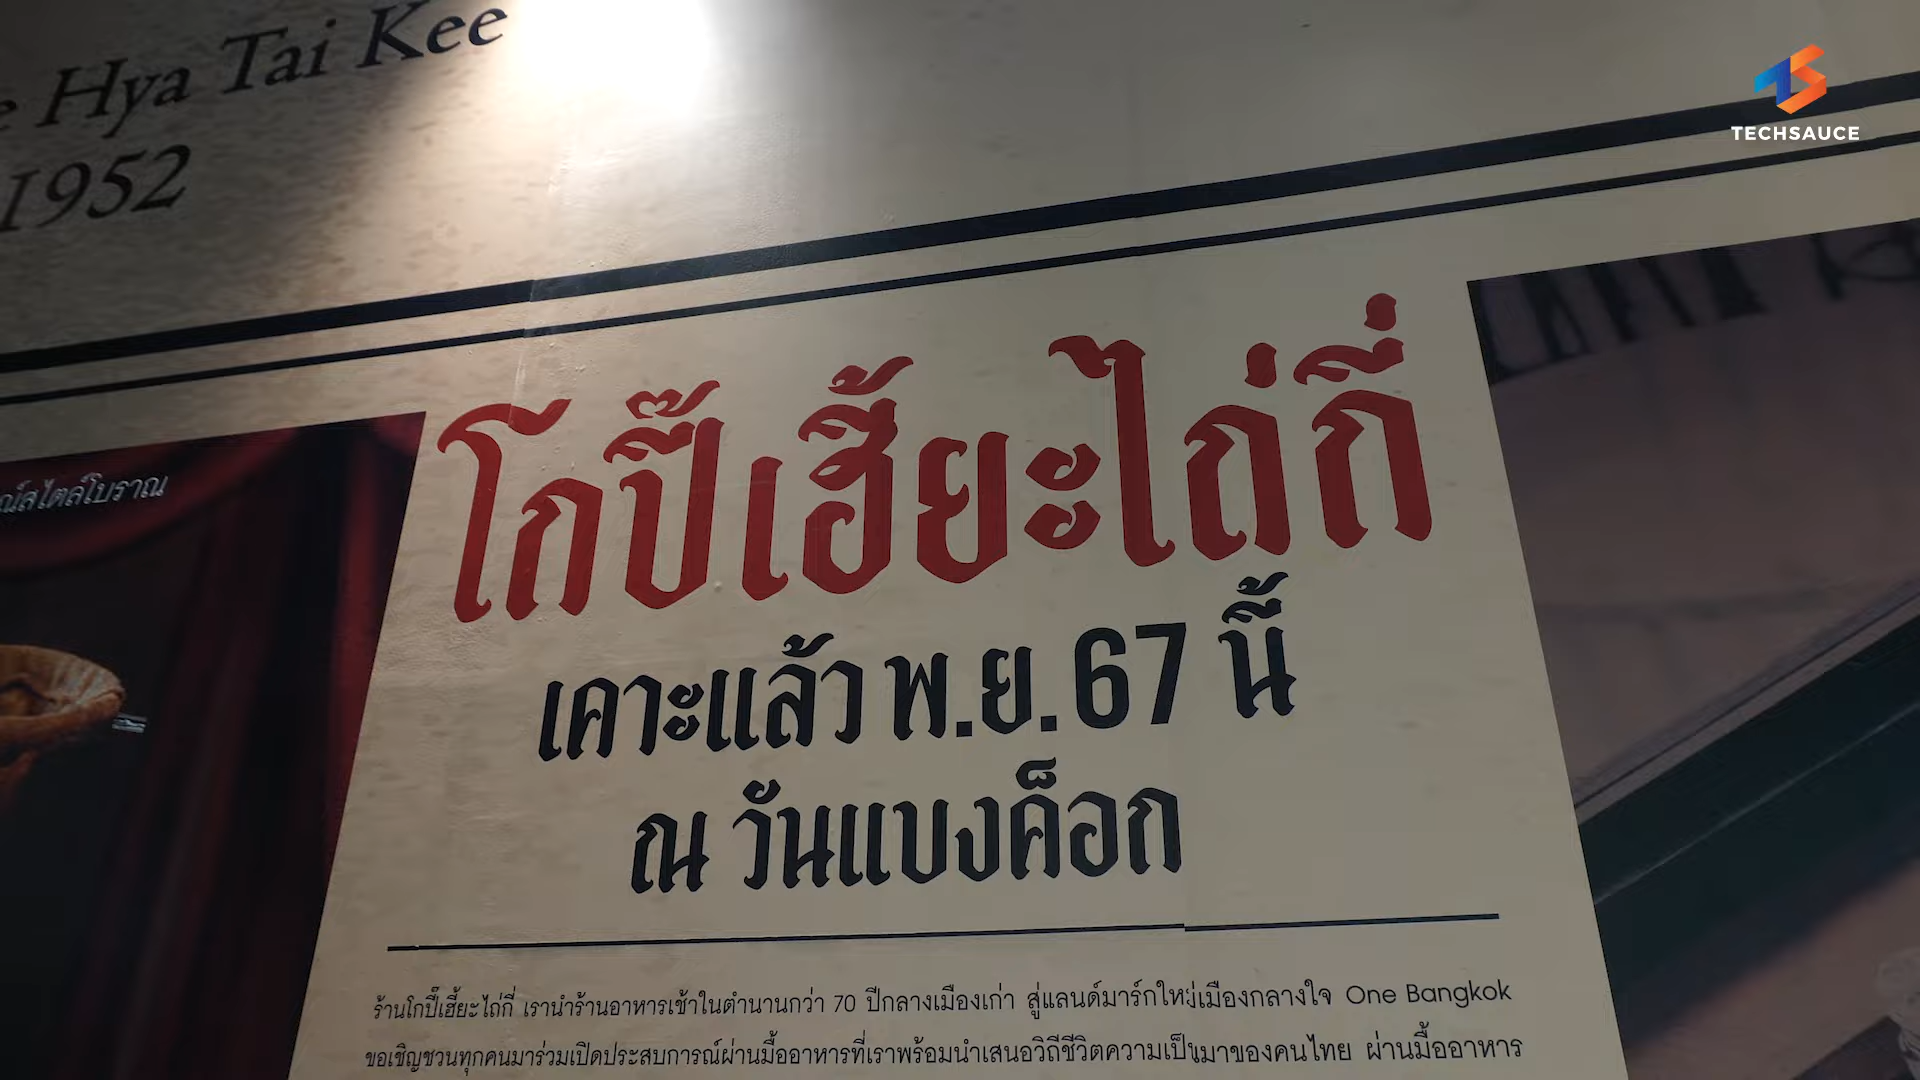 Hya Tai Kee
1952
TECHSAUCE
สไตล์โบราณ
โกปี๊เฮี้ยะไถ่กี่
เคาะแล้ว พ.ย. 67 นี้
ณ วันแบงค็อก
ร้านโกปี๊เฮี้ยะไถ่กี่ เรานำร้านอาหารเช้าในตำนานกว่า 70 ปีกลางเมืองเก่า สู่แลนด์มาร์กใหม่เมืองกลางใจ One Bangkok
ขอเชิญชวนทุกคนมาร่วมเปิดประสบการณ์ผ่านมื้ออาหารที่เราพร้อมนำเสนอวิถีชีวิตความเป็นมาของคนไทย ผ่านมื้ออาหาร